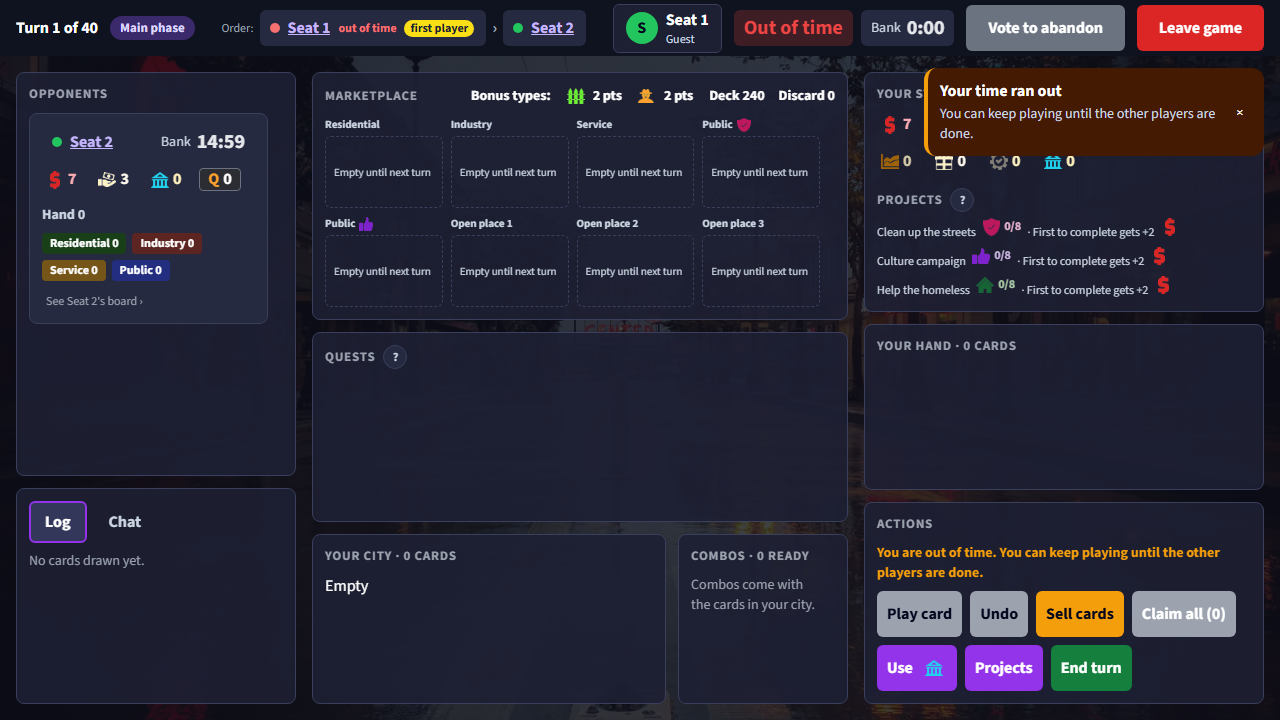 Turn 1 of 40 Main phase Order: Seat 1 out of time first player › Seat 2 S Seat 1 Out of time Bank 0:00 Vote to abandon Leave game
Guest
OPPONENTS
Seat 2 Bank 14:59
7 3 0 Q 0
Hand 0
Residential 0 Industry 0
Service 0 Public 0
See Seat 2's board ›
Log Chat
No cards drawn yet.
MARKETPLACE Bonus types: 2 pts 2 pts Deck 240 Discard 0
Residential Industry Service Public
Empty until next turn Empty until next turn Empty until next turn Empty until next turn
Public Open place 1 Open place 2 Open place 3
Empty until next turn Empty until next turn Empty until next turn Empty until next turn
QUESTS ?
YOUR CITY · 0 CARDS
Empty
COMBOS · 0 READY
Combos come with
the cards in your city.
YOUR S
7
Your time ran out
You can keep playing until the other players are
done.
×
0 0 0 0
PROJECTS ?
Clean up the streets 0/8 · First to complete gets +2
Culture campaign 0/8 · First to complete gets +2
Help the homeless 0/8 · First to complete gets +2
YOUR HAND · 0 CARDS
ACTIONS
You are out of time. You can keep playing until the other
players are done.
Play card Undo Sell cards Claim all (0)
Use Projects End turn